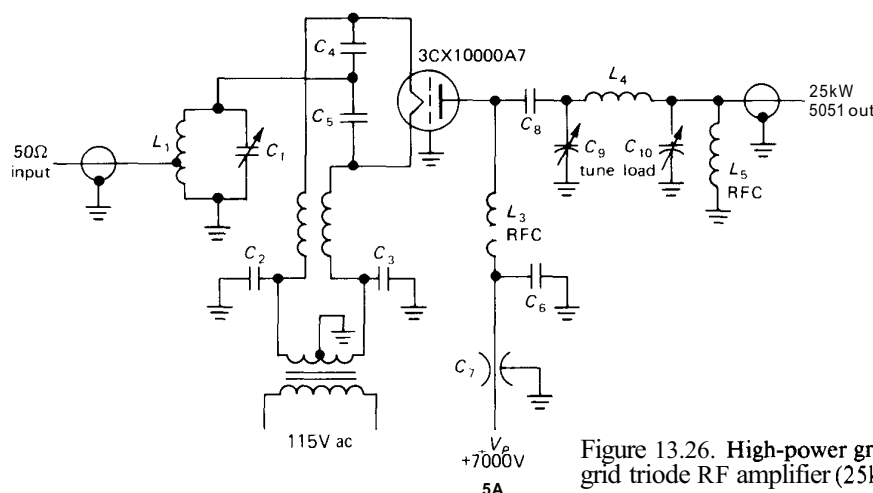 C4
3CX10000A7
L4
25kW
5051 out
C5
C8
L1
C1
50Ω
input
C9
tune
C10
load
L5
RFC
L3
RFC
C2
C3
C6
C7
115V ac
VP
+7000V
5A
Figure 13.26. High-power gr
grid triode RF amplifier (25k